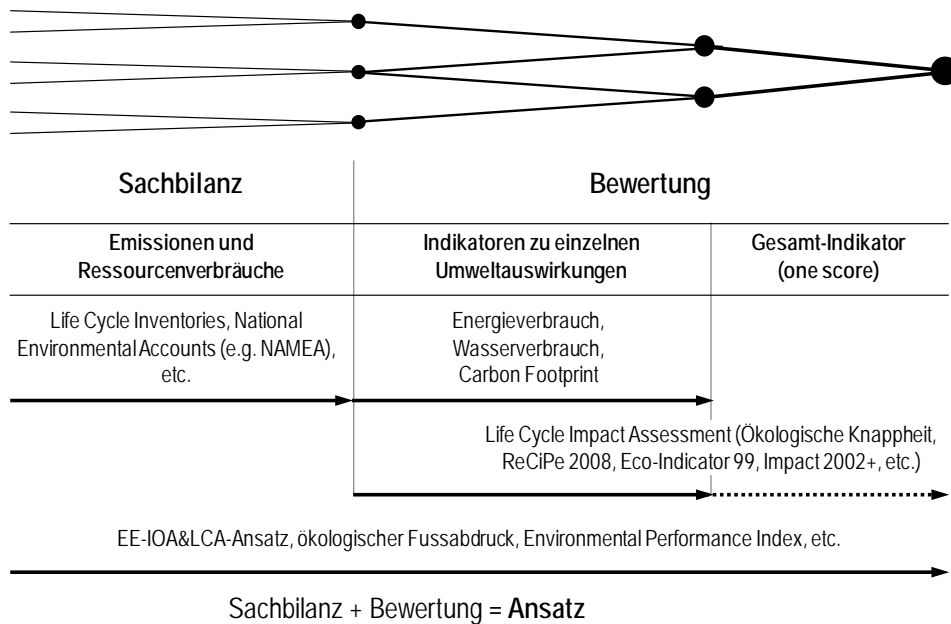 Sachbilanz
Bewertung
Emissionen und
Ressourcenverbräuche
Indikatoren zu einzelnen
Umweltauswirkungen
Gesamt-Indikator
(one score)
Life Cycle Inventories, National
Environmental Accounts (e.g. NAMEA),
etc.
Energieverbrauch,
Wasserverbrauch,
Carbon Footprint
Life Cycle Impact Assessment (Ökologische Knappheit,
ReCiPe 2008, Eco-Indicator 99, Impact 2002+, etc.)
EE-IOA&LCA-Ansatz, ökologischer Fussabdruck, Environmental Performance Index, etc.
Sachbilanz + Bewertung = Ansatz